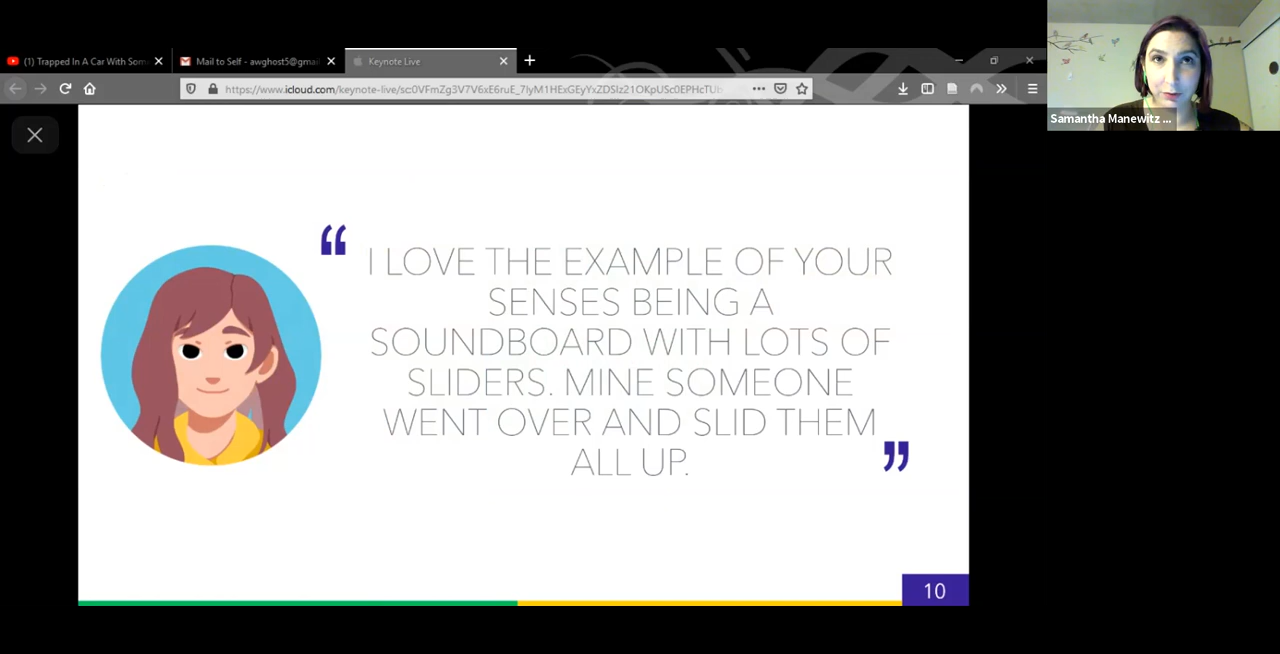 (1) Trapped In A Car With Som
Mail to Self - awghost5@gmail
Keynote Live
Samantha Manewitz ...
“
I LOVE THE EXAMPLE OF YOUR
SENSES BEING A
SOUNDBOARD WITH LOTS OF
SLIDERS. MINE SOMEONE
WENT OVER AND SLID THEM
ALL UP.
”
10